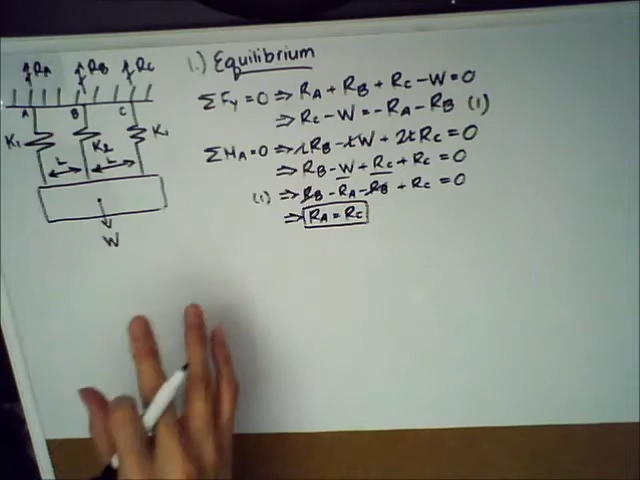 ↑RA ↑RB ↑RC
A B C
K1 K2 K1
L L
W
1.) Equilibrium
ΣFy=0 ⇒ RA + RB + RC - W = 0
⇒ RC - W = -RA - RB (1)
ΣMA=0 ⇒ LRB - LW + 2LRC = 0
⇒ RB - W + RC + RC = 0
(1) ⇒ RB - RA - RB + RC = 0
⇒ RA = RC